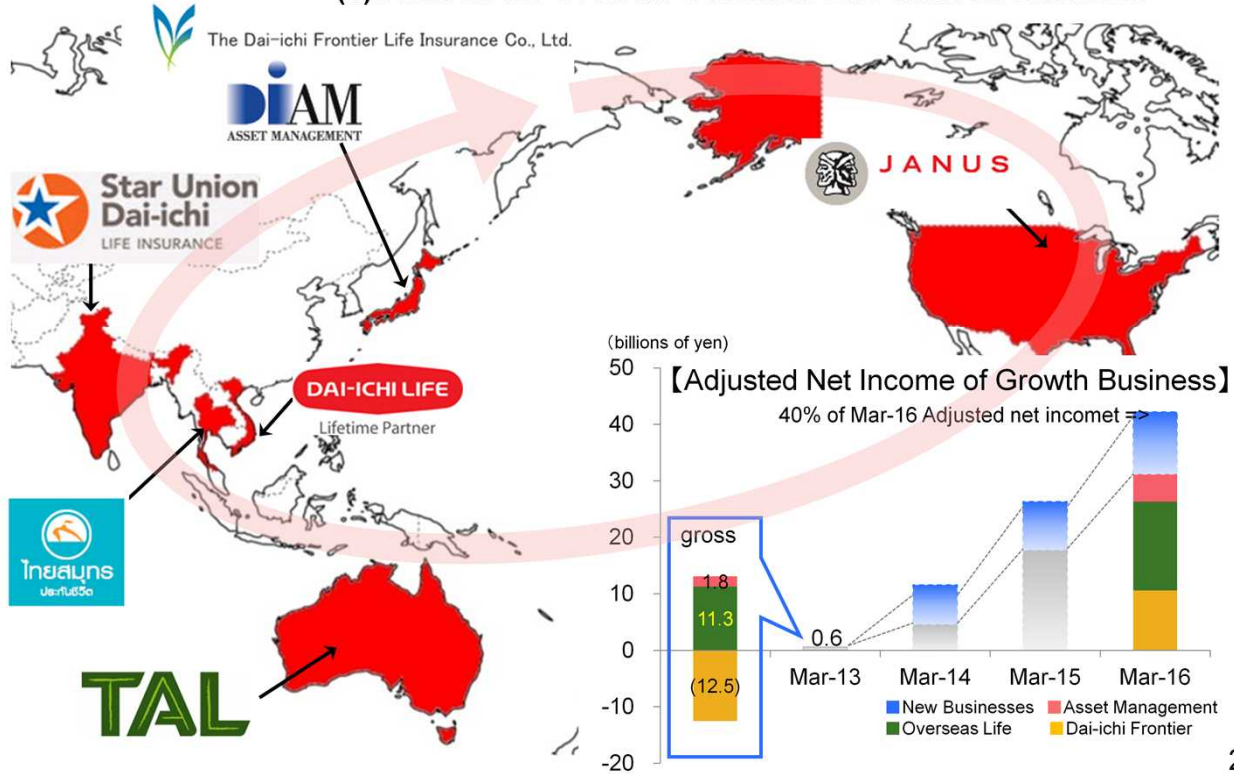 The Dai-ichi Frontier Life Insurance Co., Ltd.
DIAM
ASSET MANAGEMENT
JANUS
Star Union
Dai-ichi
LIFE INSURANCE
DAI-ICHI LIFE
Lifetime Partner
ไทยสมุทร
ประกันชีวิต
TAL
(billions of yen)
【Adjusted Net Income of Growth Business】
40% of Mar-16 Adjusted net incomet =>
50
40
30
20
10
0
-10
-20
gross
1.8
11.3
(12.5)
0.6
Mar-13
Mar-14
Mar-15
Mar-16
New Businesses
Asset Management
Overseas Life
Dai-ichi Frontier